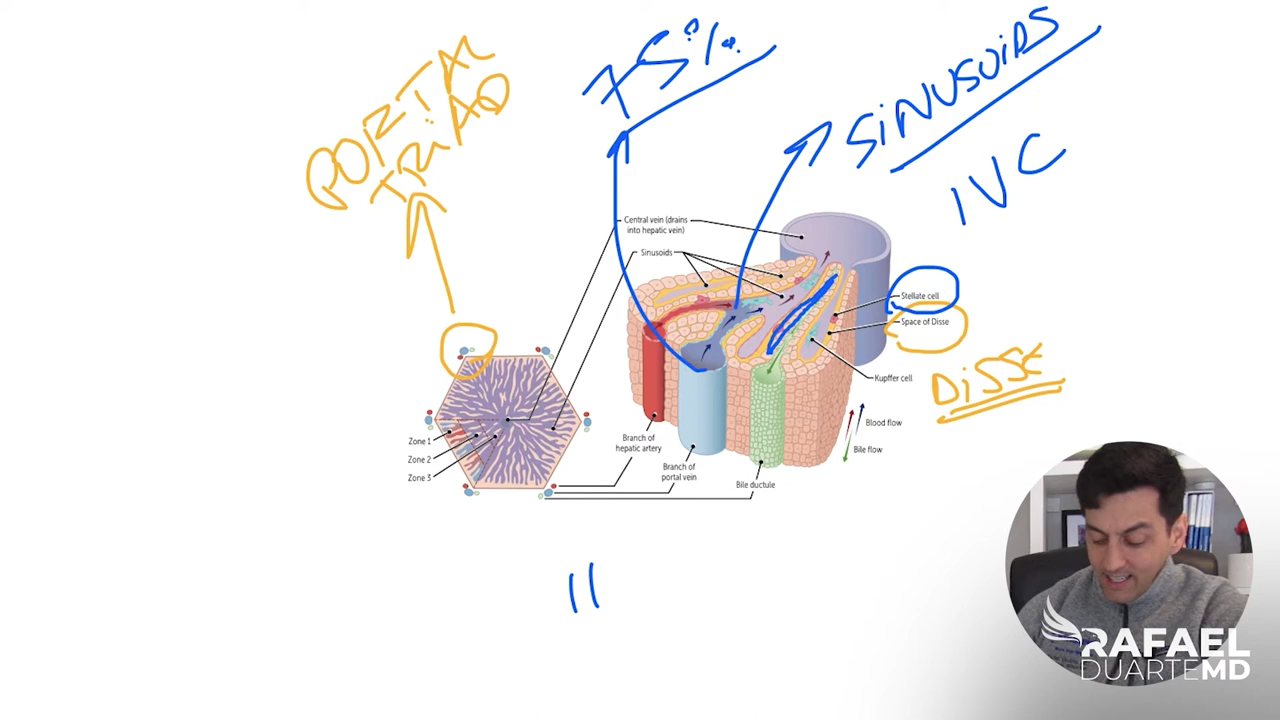 PORTAL
TRIAD
75%
SINUSOIDS
IVC
Central vein (drains
into hepatic vein)
Sinusoids
Stellate cell
Space of Disse
DISSE
Kupffer cell
Blood flow
Bile flow
Zone 1
Zone 2
Zone 3
Branch of
hepatic artery
Branch of
portal vein
Bile ductule
11
RAFAEL
DUARTEMD